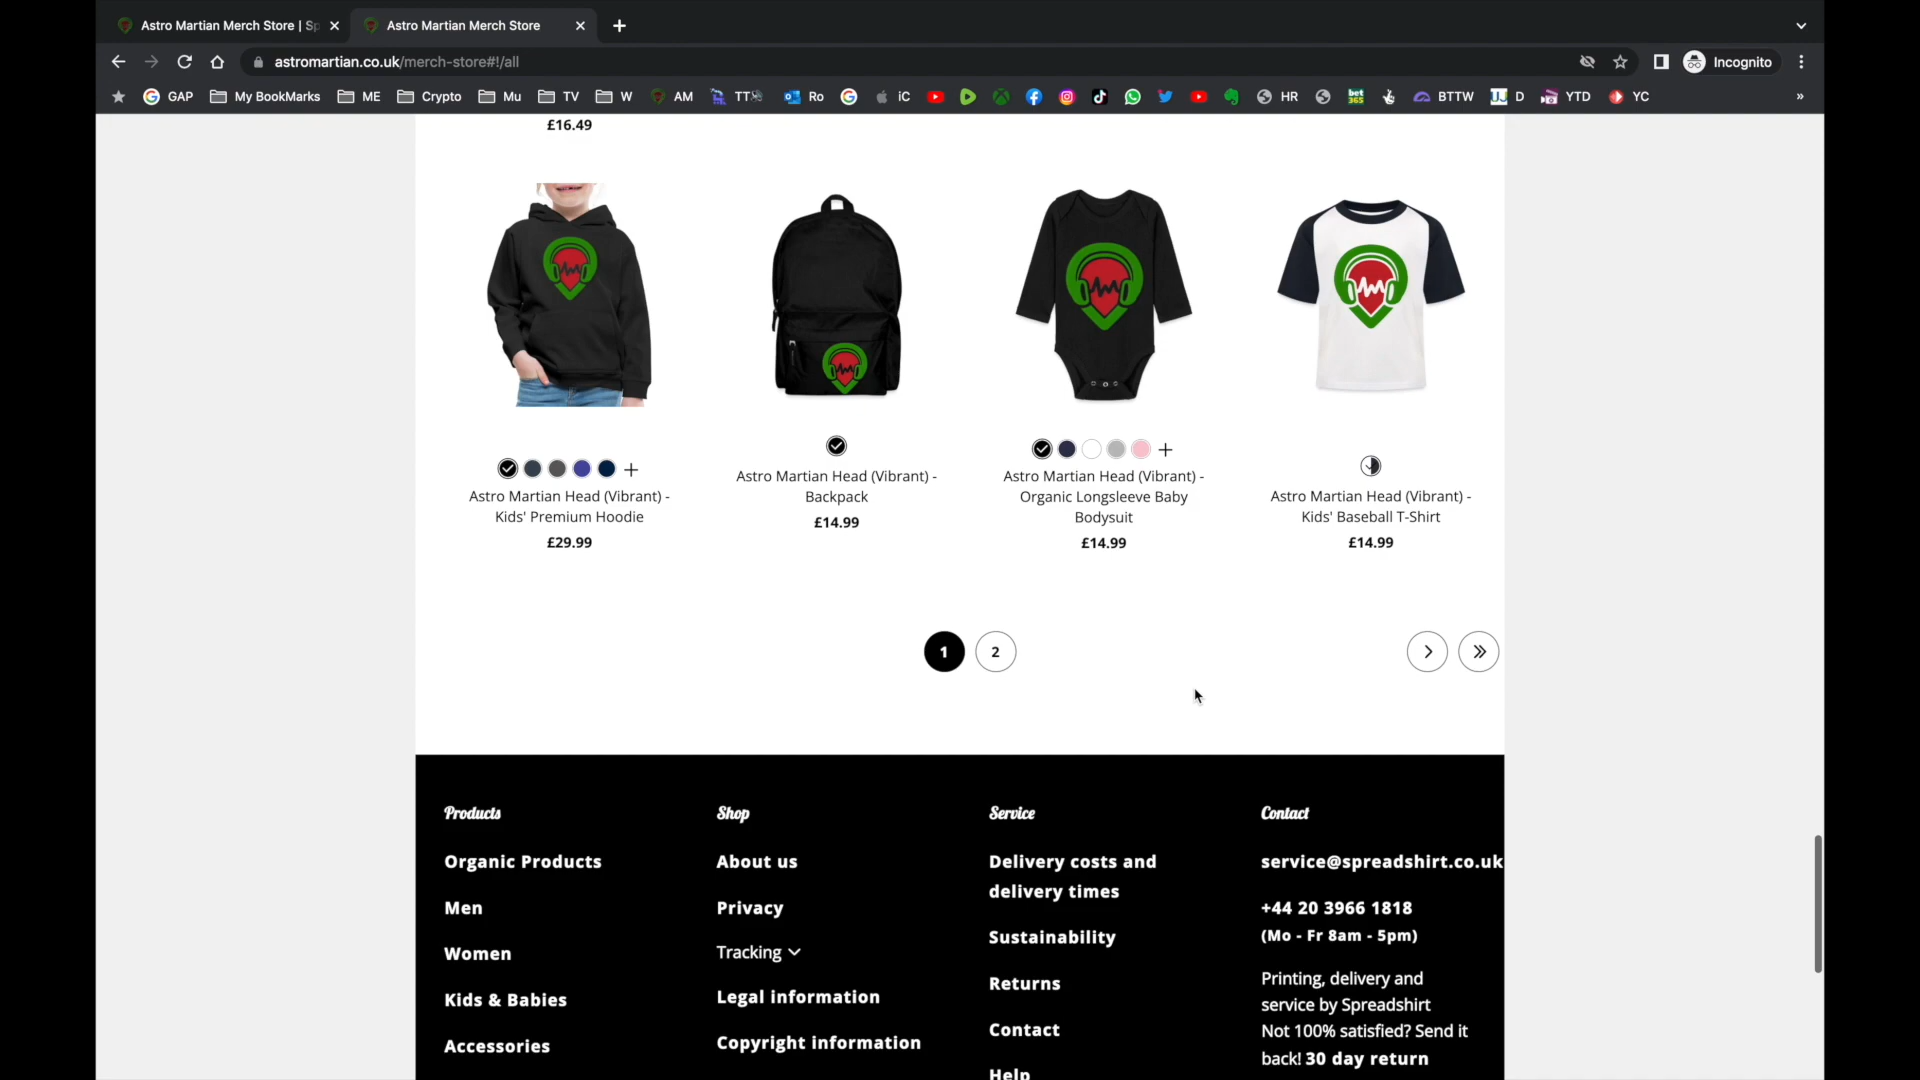 Astro Martian Merch Store | Sp
Astro Martian Merch Store
astromartian.co.uk/merch-store#!/all
Incognito
GAP
My BookMarks
ME
Crypto
Mu
TV
W
AM
TT
Ro
iC
HR
bet365
BTTW
D
YTD
YC
£16.49
Astro Martian Head (Vibrant) -
Kids' Premium Hoodie
£29.99
Astro Martian Head (Vibrant) -
Backpack
£14.99
Astro Martian Head (Vibrant) -
Organic Longsleeve Baby
Bodysuit
£14.99
Astro Martian Head (Vibrant) -
Kids' Baseball T-Shirt
£14.99
1
2
Products
Organic Products
Men
Women
Kids & Babies
Accessories
Shop
About us
Privacy
Tracking
Legal information
Copyright information
Service
Delivery costs and
delivery times
Sustainability
Returns
Contact
Help
Contact
service@spreadshirt.co.uk
+44 20 3966 1818
(Mo - Fr 8am - 5pm)
Printing, delivery and
service by Spreadshirt
Not 100% satisfied? Send it
back! 30 day return